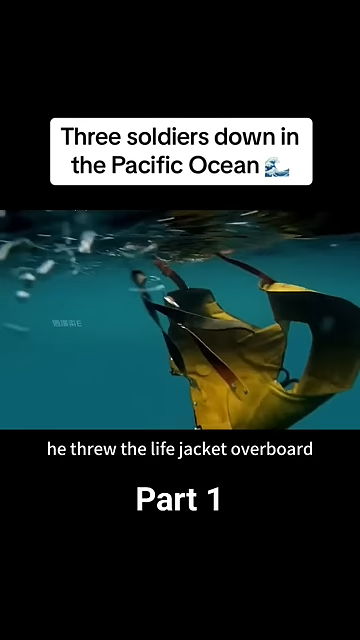 Three soldiers down in
the Pacific Ocean 🌊
he threw the life jacket overboard
Part 1